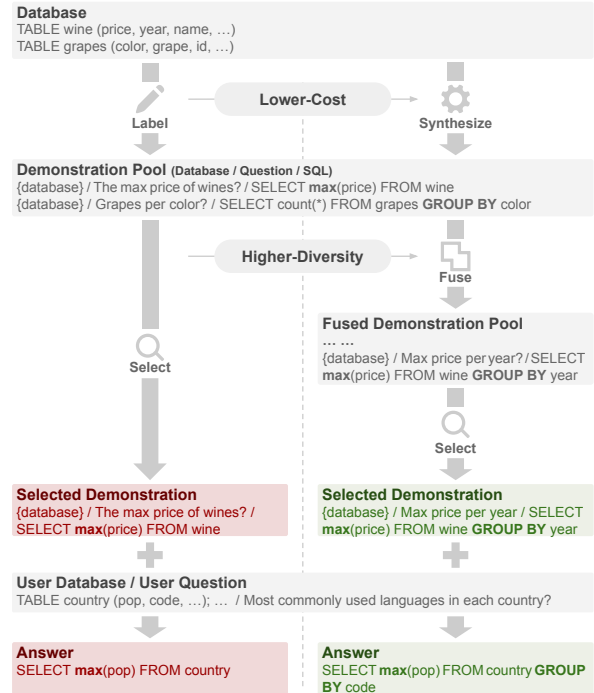 Database
TABLE wine (price, year, name, …)
TABLE grapes (color, grape, id, …)
Lower-Cost
Label
Synthesize
Demonstration Pool (Database / Question / SQL)
{database} / The max price of wines? / SELECT max(price) FROM wine
{database} / Grapes per color? / SELECT count(*) FROM grapes GROUP BY color
Higher-Diversity
Fuse
Fused Demonstration Pool
… …
{database} / Max price per year? / SELECT
max(price) FROM wine GROUP BY year
Select
Select
Selected Demonstration
{database} / The max price of wines? /
SELECT max(price) FROM wine
Selected Demonstration
{database} / Max price per year / SELECT
max(price) FROM wine GROUP BY year
User Database / User Question
TABLE country (pop, code, …); … / Most commonly used languages in each country?
Answer
SELECT max(pop) FROM country
Answer
SELECT max(pop) FROM country GROUP
BY code